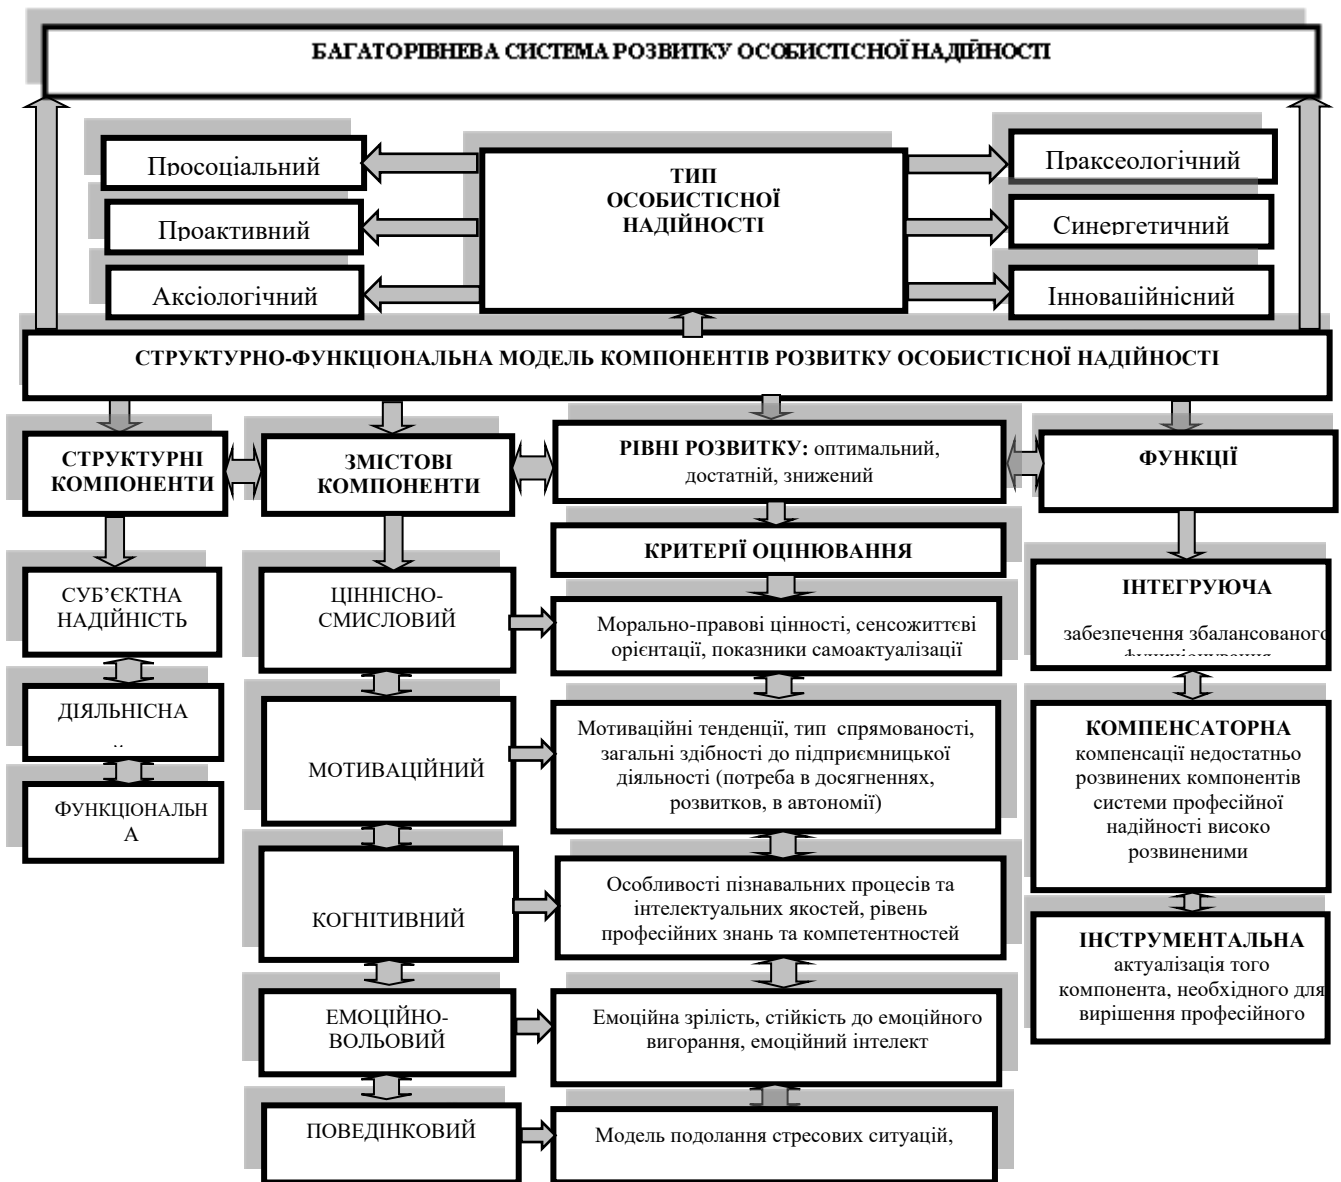 БАГАТОРІВНЕВА СИСТЕМА РОЗВИТКУ ОСОБИСТІСНОЇ НАДІЙНОСТІ
Просоціальний
Проактивний
Аксіологічний
ТИП
ОСОБИСТІСНОЇ
НАДІЙНОСТІ
Праксеологічний
Синергетичний
Інноваційнісний
СТРУКТУРНО-ФУНКЦІОНАЛЬНА МОДЕЛЬ КОМПОНЕНТІВ РОЗВИТКУ ОСОБИСТІСНОЇ НАДІЙНОСТІ
СТРУКТУРНІ
КОМПОНЕНТИ
ЗМІСТОВІ
КОМПОНЕНТИ
РІВНІ РОЗВИТКУ: оптимальний,
достатній, знижений
ФУНКЦІЇ
КРИТЕРІЇ ОЦІНЮВАННЯ
СУБ’ЄКТНА
НАДІЙНІСТЬ
ДІЯЛЬНІСНА
ФУНКЦІОНАЛЬН
А
ЦІННІСНО-
СМИСЛОВИЙ
МОТИВАЦІЙНИЙ
КОГНІТИВНИЙ
ЕМОЦІЙНО-
ВОЛЬОВИЙ
ПОВЕДІНКОВИЙ
Морально-правові цінності, сенсожиттєві
орієнтації, показники самоактуалізації
Мотиваційні тенденції, тип спрямованості,
загальні здібності до підприємницької
діяльності (потреба в досягненнях,
розвитков, в автономії)
Особливості пізнавальних процесів та
інтелектуальних якостей, рівень
професійних знань та компетентностей
Емоційна зрілість, стійкість до емоційного
вигорання, емоційний інтелект
Модель подолання стресових ситуацій,
ІНТЕГРУЮЧА
забезпечення збалансованого
КОМПЕНСАТОРНА
компенсації недостатньо
розвинених компонентів
системи професійної
надійності високо
розвиненими
ІНСТРУМЕНТАЛЬНА
актуалізація того
компонента, необхідного для
вирішення професійного